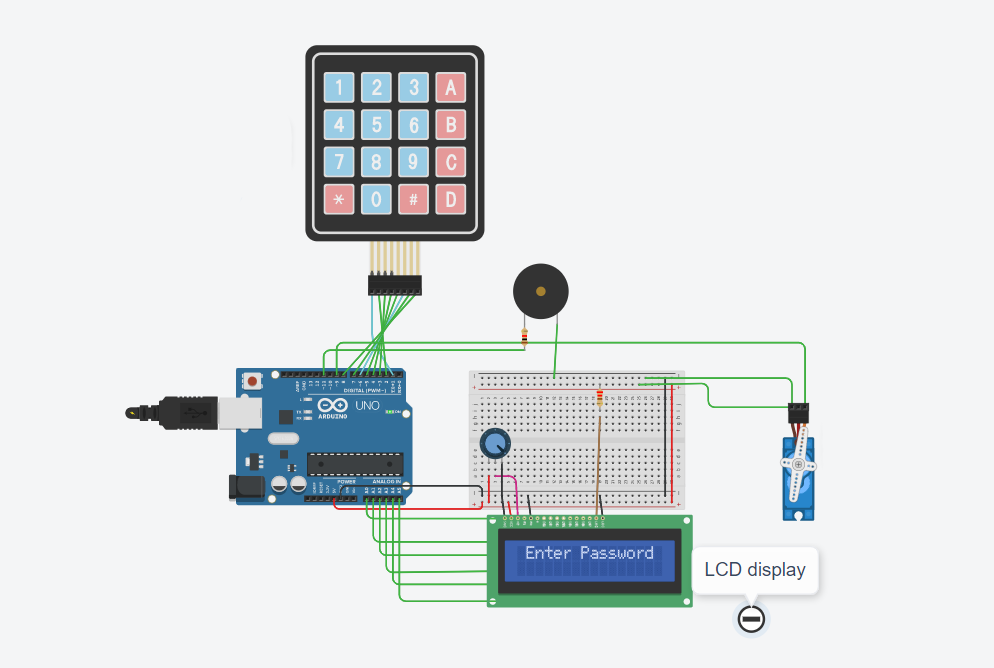 1 2 3 A
4 5 6 B
7 8 9 C
* 0 # D
DIGITAL (PWM~)
UNO
ARDUINO
POWER
ANALOG IN
Enter Password
LCD display